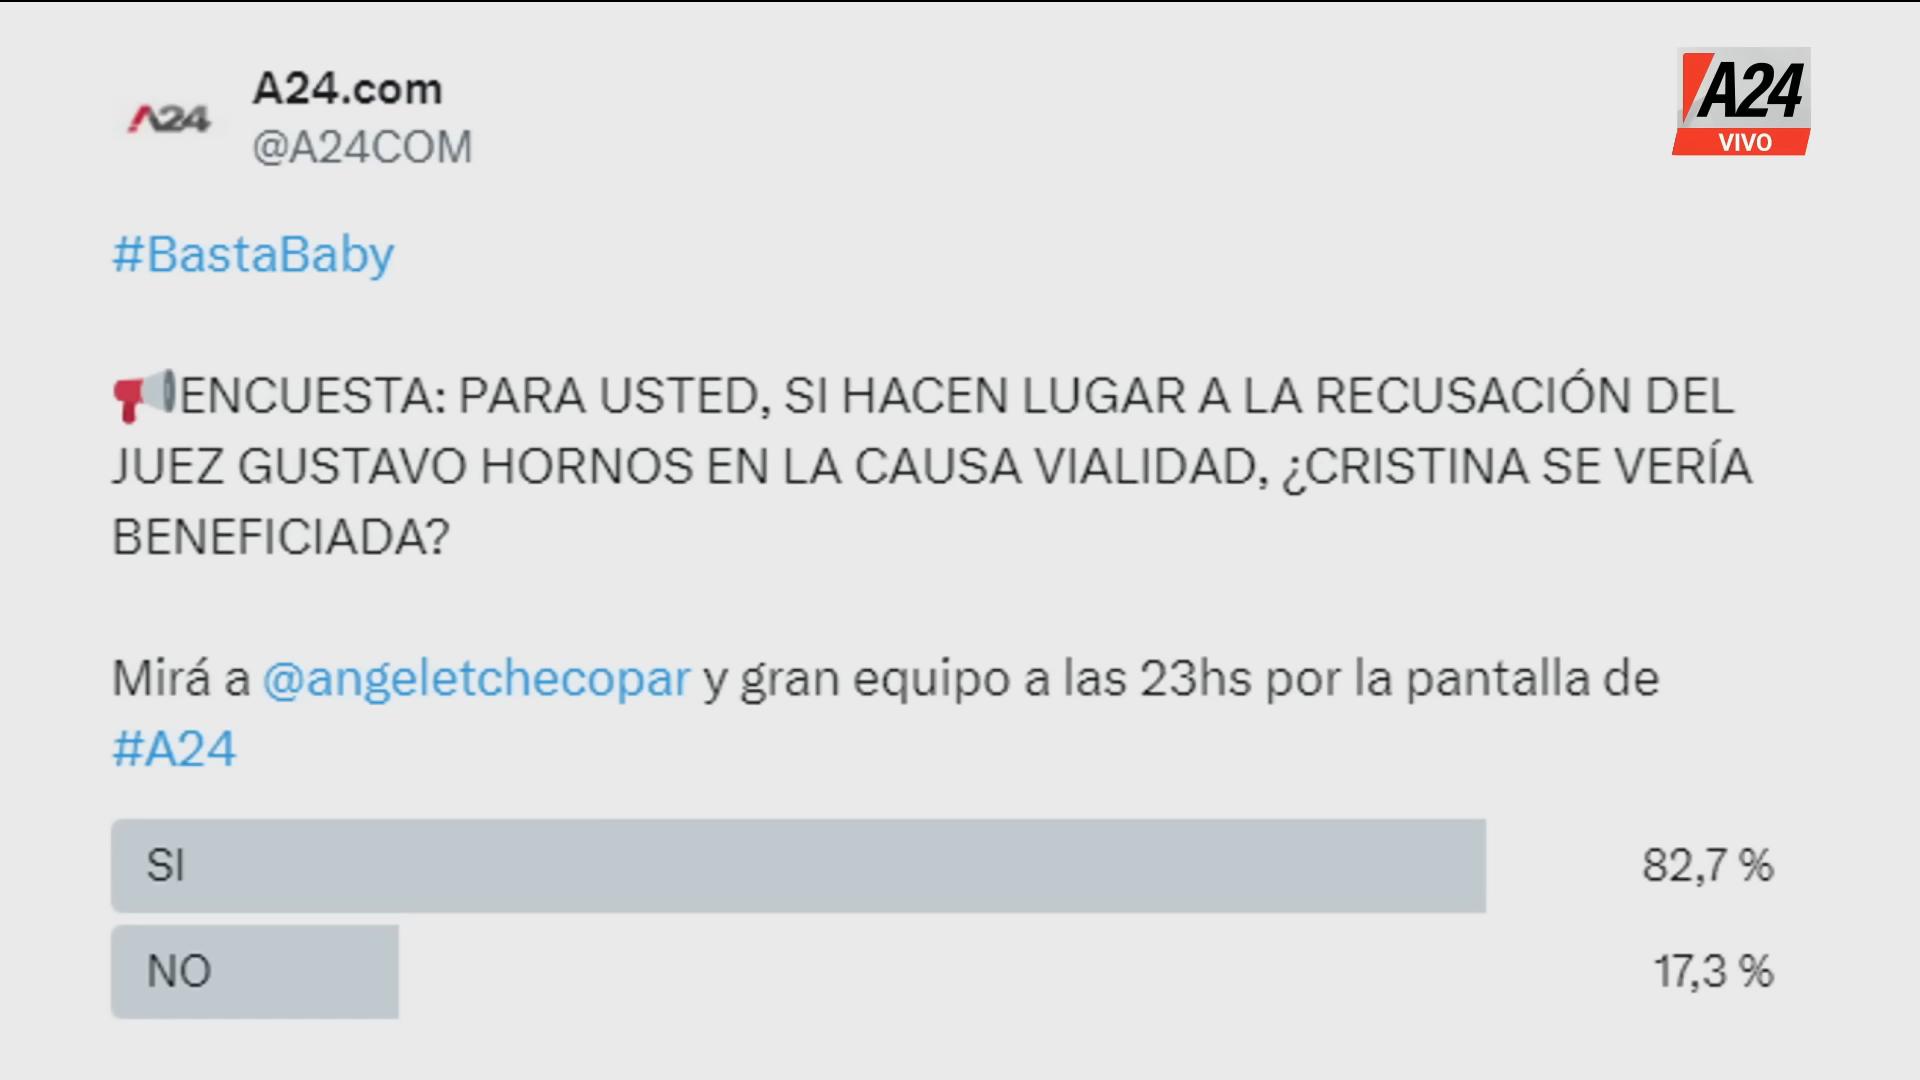 A24.com
A24
@A24COM
A24
VIVO
#BastaBaby
📢ENCUESTA: PARA USTED, SI HACEN LUGAR A LA RECUSACIÓN DEL
JUEZ GUSTAVO HORNOS EN LA CAUSA VIALIDAD, ¿CRISTINA SE VERÍA
BENEFICIADA?
Mirá a @angeletchecopar y gran equipo a las 23hs por la pantalla de
#A24
SI 82,7 %
NO 17,3 %